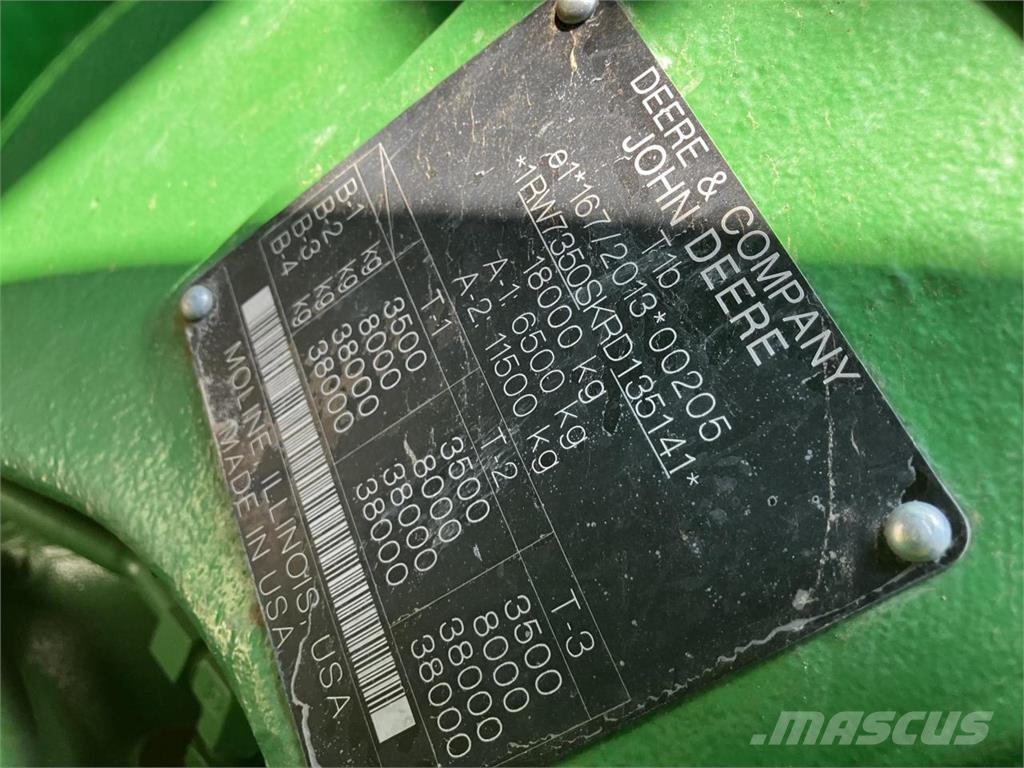 DEERE & COMPANY
JOHN DEERE
T1b
e1*167/2013*00205
*1RW7350SKRD135141*
18000 kg
A-1: 6500 kg
A-2: 11500 kg
T-1 T-2 T-3
B-1 kg 3500 3500 3500
B-2 kg 8000 8000 8000
B-3 kg 38000 38000 38000
B-4 kg 38000 38000 38000
MOLINE, ILLINOIS, USA
MADE IN USA
MASCUS